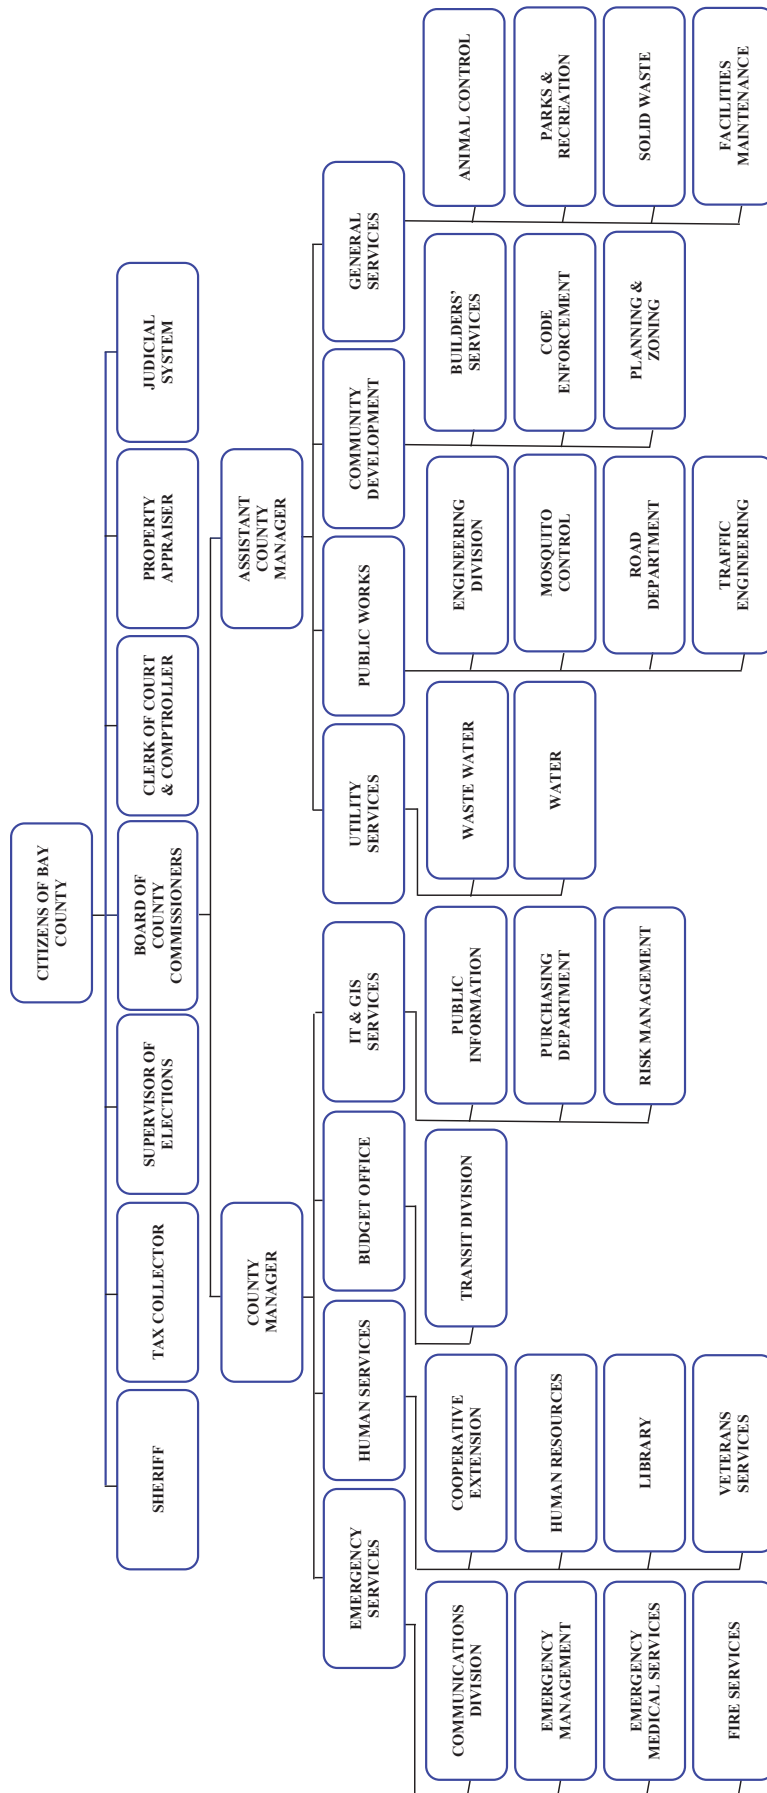 CITIZENS OF BAY
COUNTY
SHERIFF
TAX COLLECTOR
SUPERVISOR OF
ELECTIONS
BOARD OF
COUNTY
COMMISSIONERS
CLERK OF COURT
& COMPTROLLER
PROPERTY
APPRAISER
JUDICIAL
SYSTEM
COUNTY
MANAGER
ASSISTANT
COUNTY
MANAGER
EMERGENCY
SERVICES
HUMAN SERVICES
BUDGET OFFICE
IT & GIS
SERVICES
UTILITY
SERVICES
PUBLIC WORKS
COMMUNITY
DEVELOPMENT
GENERAL
SERVICES
COMMUNICATIONS
DIVISION
EMERGENCY
MANAGEMENT
EMERGENCY
MEDICAL SERVICES
FIRE SERVICES
COOPERATIVE
EXTENSION
HUMAN RESOURCES
LIBRARY
VETERANS
SERVICES
TRANSIT DIVISION
PUBLIC
INFORMATION
PURCHASING
DEPARTMENT
RISK MANAGEMENT
WASTE WATER
WATER
ENGINEERING
DIVISION
MOSQUITO
CONTROL
ROAD
DEPARTMENT
TRAFFIC
ENGINEERING
BUILDERS’
SERVICES
CODE
ENFORCEMENT
PLANNING &
ZONING
ANIMAL CONTROL
PARKS &
RECREATION
SOLID WASTE
FACILITIES
MAINTENANCE